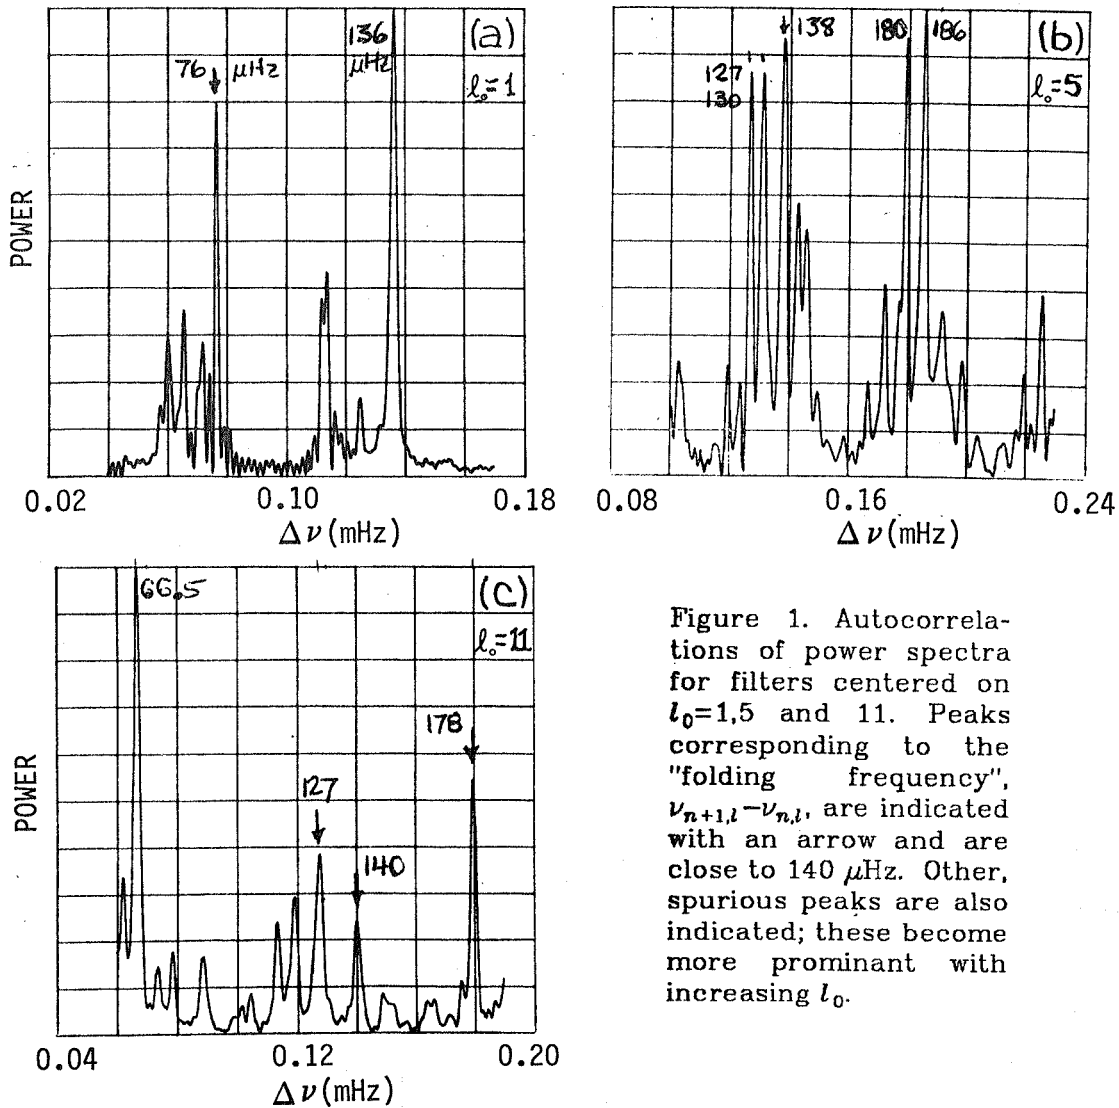 (a)
136
μHz
76 μHz
l₀=1
POWER
0.02 0.10 0.18
Δν(mHz)
(b)
138 180 186
127
130
l₀=5
0.08 0.16 0.24
Δν(mHz)
(c)
66.5
l₀=11
178
127
140
POWER
0.04 0.12 0.20
Δν(mHz)
Figure 1. Autocorrela-
tions of power spectra
for filters centered on
l₀=1,5 and 11. Peaks
corresponding to the
"folding frequency",
νₙ₊₁,ₗ−νₙ,ₗ, are indicated
with an arrow and are
close to 140 μHz. Other,
spurious peaks are also
indicated; these become
more prominant with
increasing l₀.